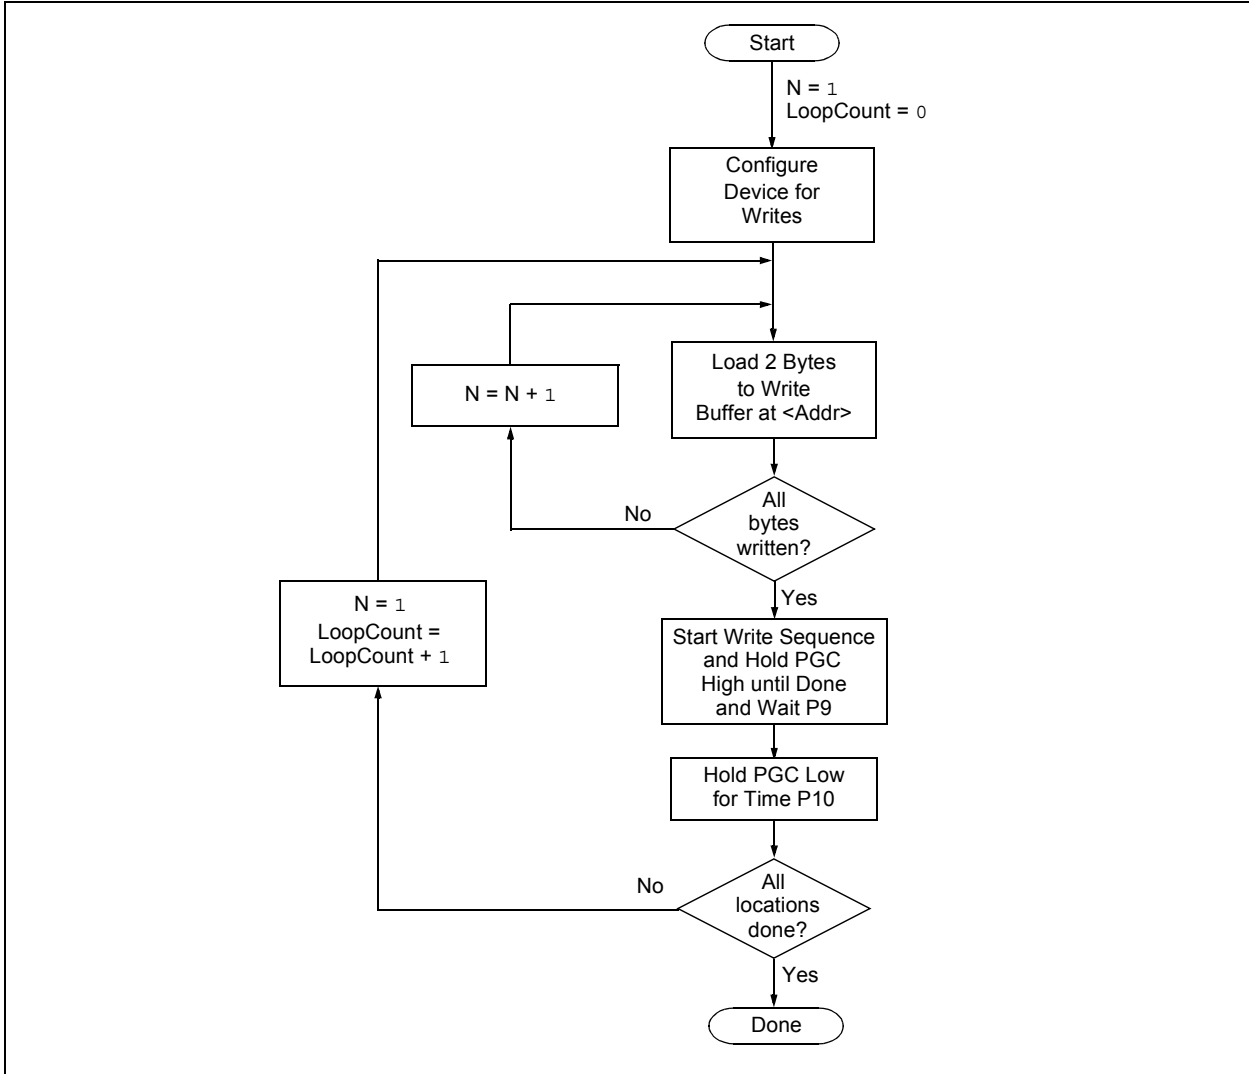 Start
N = 1
LoopCount = 0
Configure
Device for
Writes
Load 2 Bytes
to Write
Buffer at <Addr>
N = N + 1
All
bytes
written?
No
Yes
N = 1
LoopCount =
LoopCount + 1
Start Write Sequence
and Hold PGC
High until Done
and Wait P9
Hold PGC Low
for Time P10
All
locations
done?
No
Yes
Done